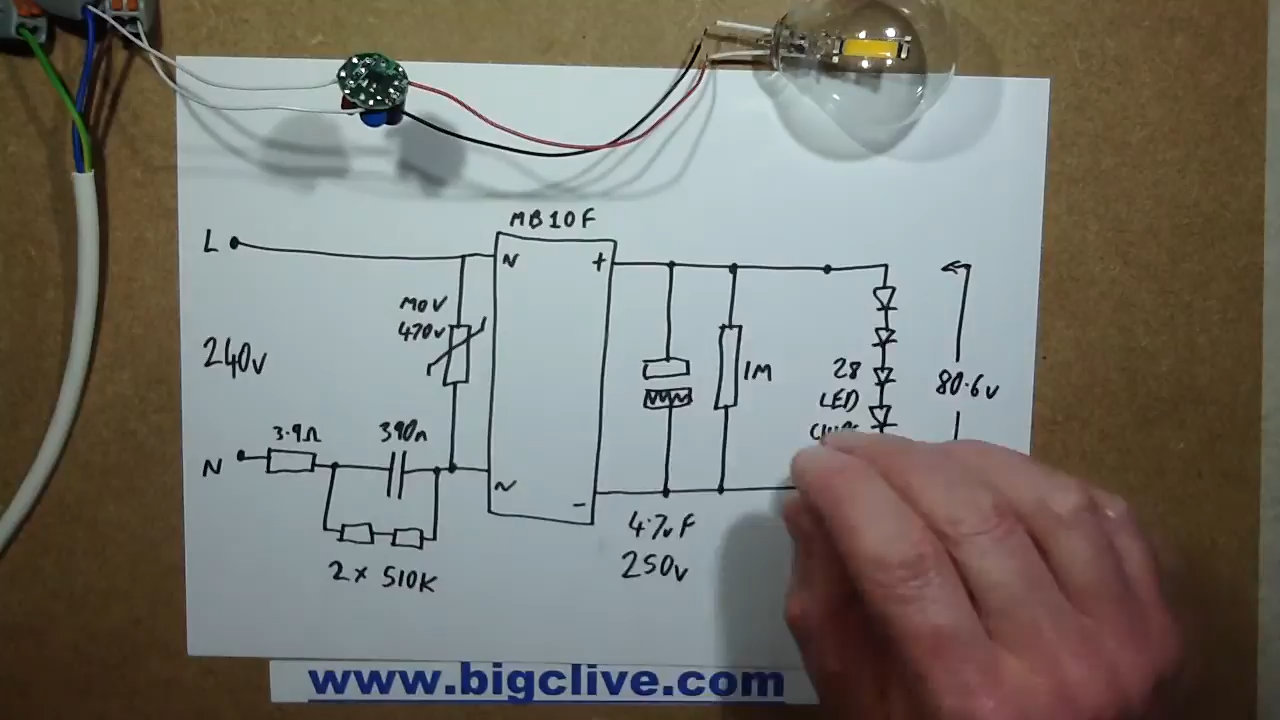 MB10F
L
N
+
MOV
470v
240v
28
LED
80.6v
1M
3.9Ω
390n
N
N
-
2 x 510K
4.7uF
250v
www.bigclive.com